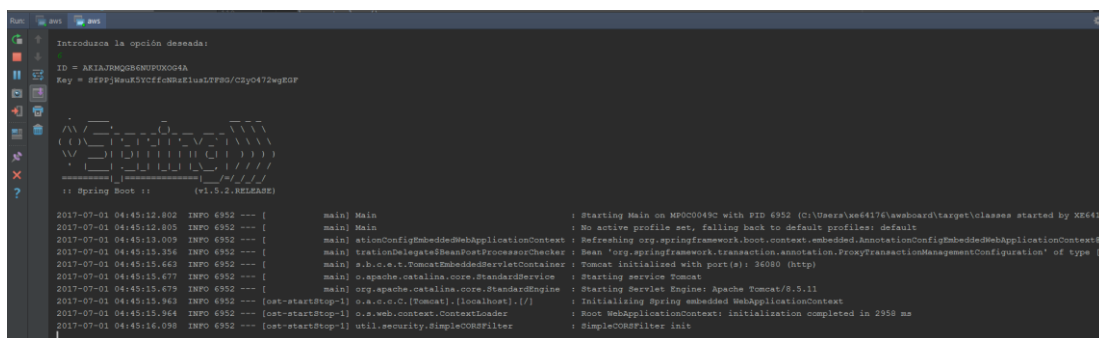 Run: aws aws
Introduzca la opción deseada:
ID = AKIAJRMQGB6NUPUXOG4A
Key =
:: Spring Boot :: (v1.5.2.RELEASE)
2017-07-01 04:45:12.802 INFO 6952 --- [ main] Main : Starting Main on MP0C0049C with PID 6952 (C:\Users\xe64176\awsboard\target\classes started by XE641
2017-07-01 04:45:12.805 INFO 6952 --- [ main] Main : No active profile set, falling back to default profiles: default
2017-07-01 04:45:13.009 INFO 6952 --- [ main] ationConfigEmbeddedWebApplicationContext : Refreshing org.springframework.boot.context.embedded.AnnotationConfigEmbeddedWebApplicationContext@
2017-07-01 04:45:15.356 INFO 6952 --- [ main] trationDelegate$BeanPostProcessorChecker : Bean 'org.springframework.transaction.annotation.ProxyTransactionManagementConfiguration' of type [
2017-07-01 04:45:15.663 INFO 6952 --- [ main] s.b.c.e.t.TomcatEmbeddedServletContainer : Tomcat initialized with port(s): 36080 (http)
2017-07-01 04:45:15.677 INFO 6952 --- [ main] o.apache.catalina.core.StandardService : Starting service Tomcat
2017-07-01 04:45:15.679 INFO 6952 --- [ main] org.apache.catalina.core.StandardEngine : Starting Servlet Engine: Apache Tomcat/8.5.11
2017-07-01 04:45:15.963 INFO 6952 --- [ost-startStop-1] o.a.c.c.C.[Tomcat].[localhost].[/] : Initializing Spring embedded WebApplicationContext
2017-07-01 04:45:15.964 INFO 6952 --- [ost-startStop-1] o.s.web.context.ContextLoader : Root WebApplicationContext: initialization completed in 2958 ms
2017-07-01 04:45:16.098 INFO 6952 --- [ost-startStop-1] util.security.SimpleCORSFilter : SimpleCORSFilter init